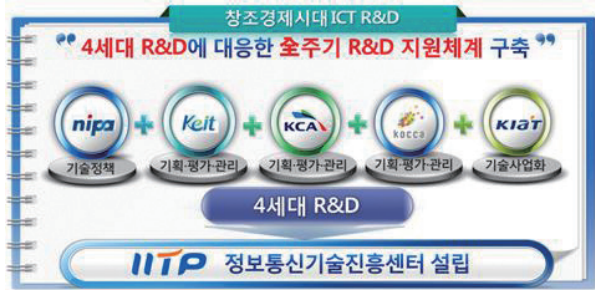 창조경제시대 ICT R&D
“ 4세대 R&D에 대응한 全주기 R&D 지원체계 구축 ”
nipa + Keit + KCA + kocca + KIAT
기술정책 기획·평가·관리 기획·평가·관리 기획·평가·관리 기술사업화
4세대 R&D
IITP 정보통신기술진흥센터 설립